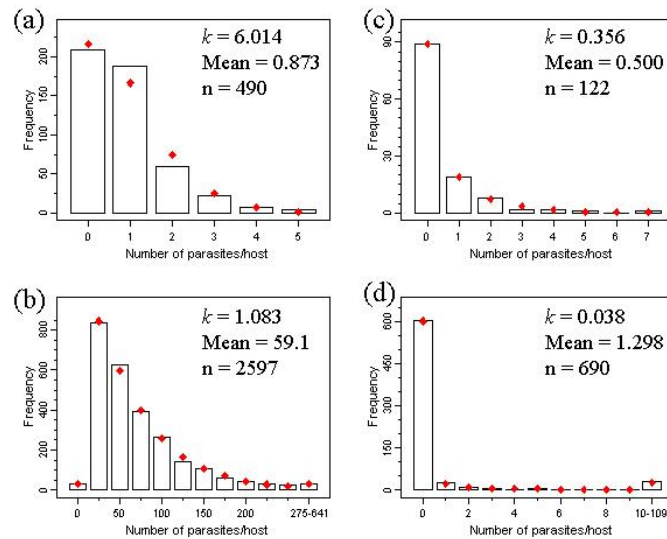 (a)
k = 6.014
Mean = 0.873
n = 490
Frequency
200
150
100
50
0
0 1 2 3 4 5
Number of parasites/host
(c)
k = 0.356
Mean = 0.500
n = 122
Frequency
90
60
30
0
0 1 2 3 4 5 6 7
Number of parasites/host
(b)
k = 1.083
Mean = 59.1
n = 2597
Frequency
800
600
400
200
0
0 50 100 150 200 275-641
Number of parasites/host
(d)
k = 0.038
Mean = 1.298
n = 690
Frequency
600
450
300
150
0
0 2 4 6 8 10-109
Number of parasites/host